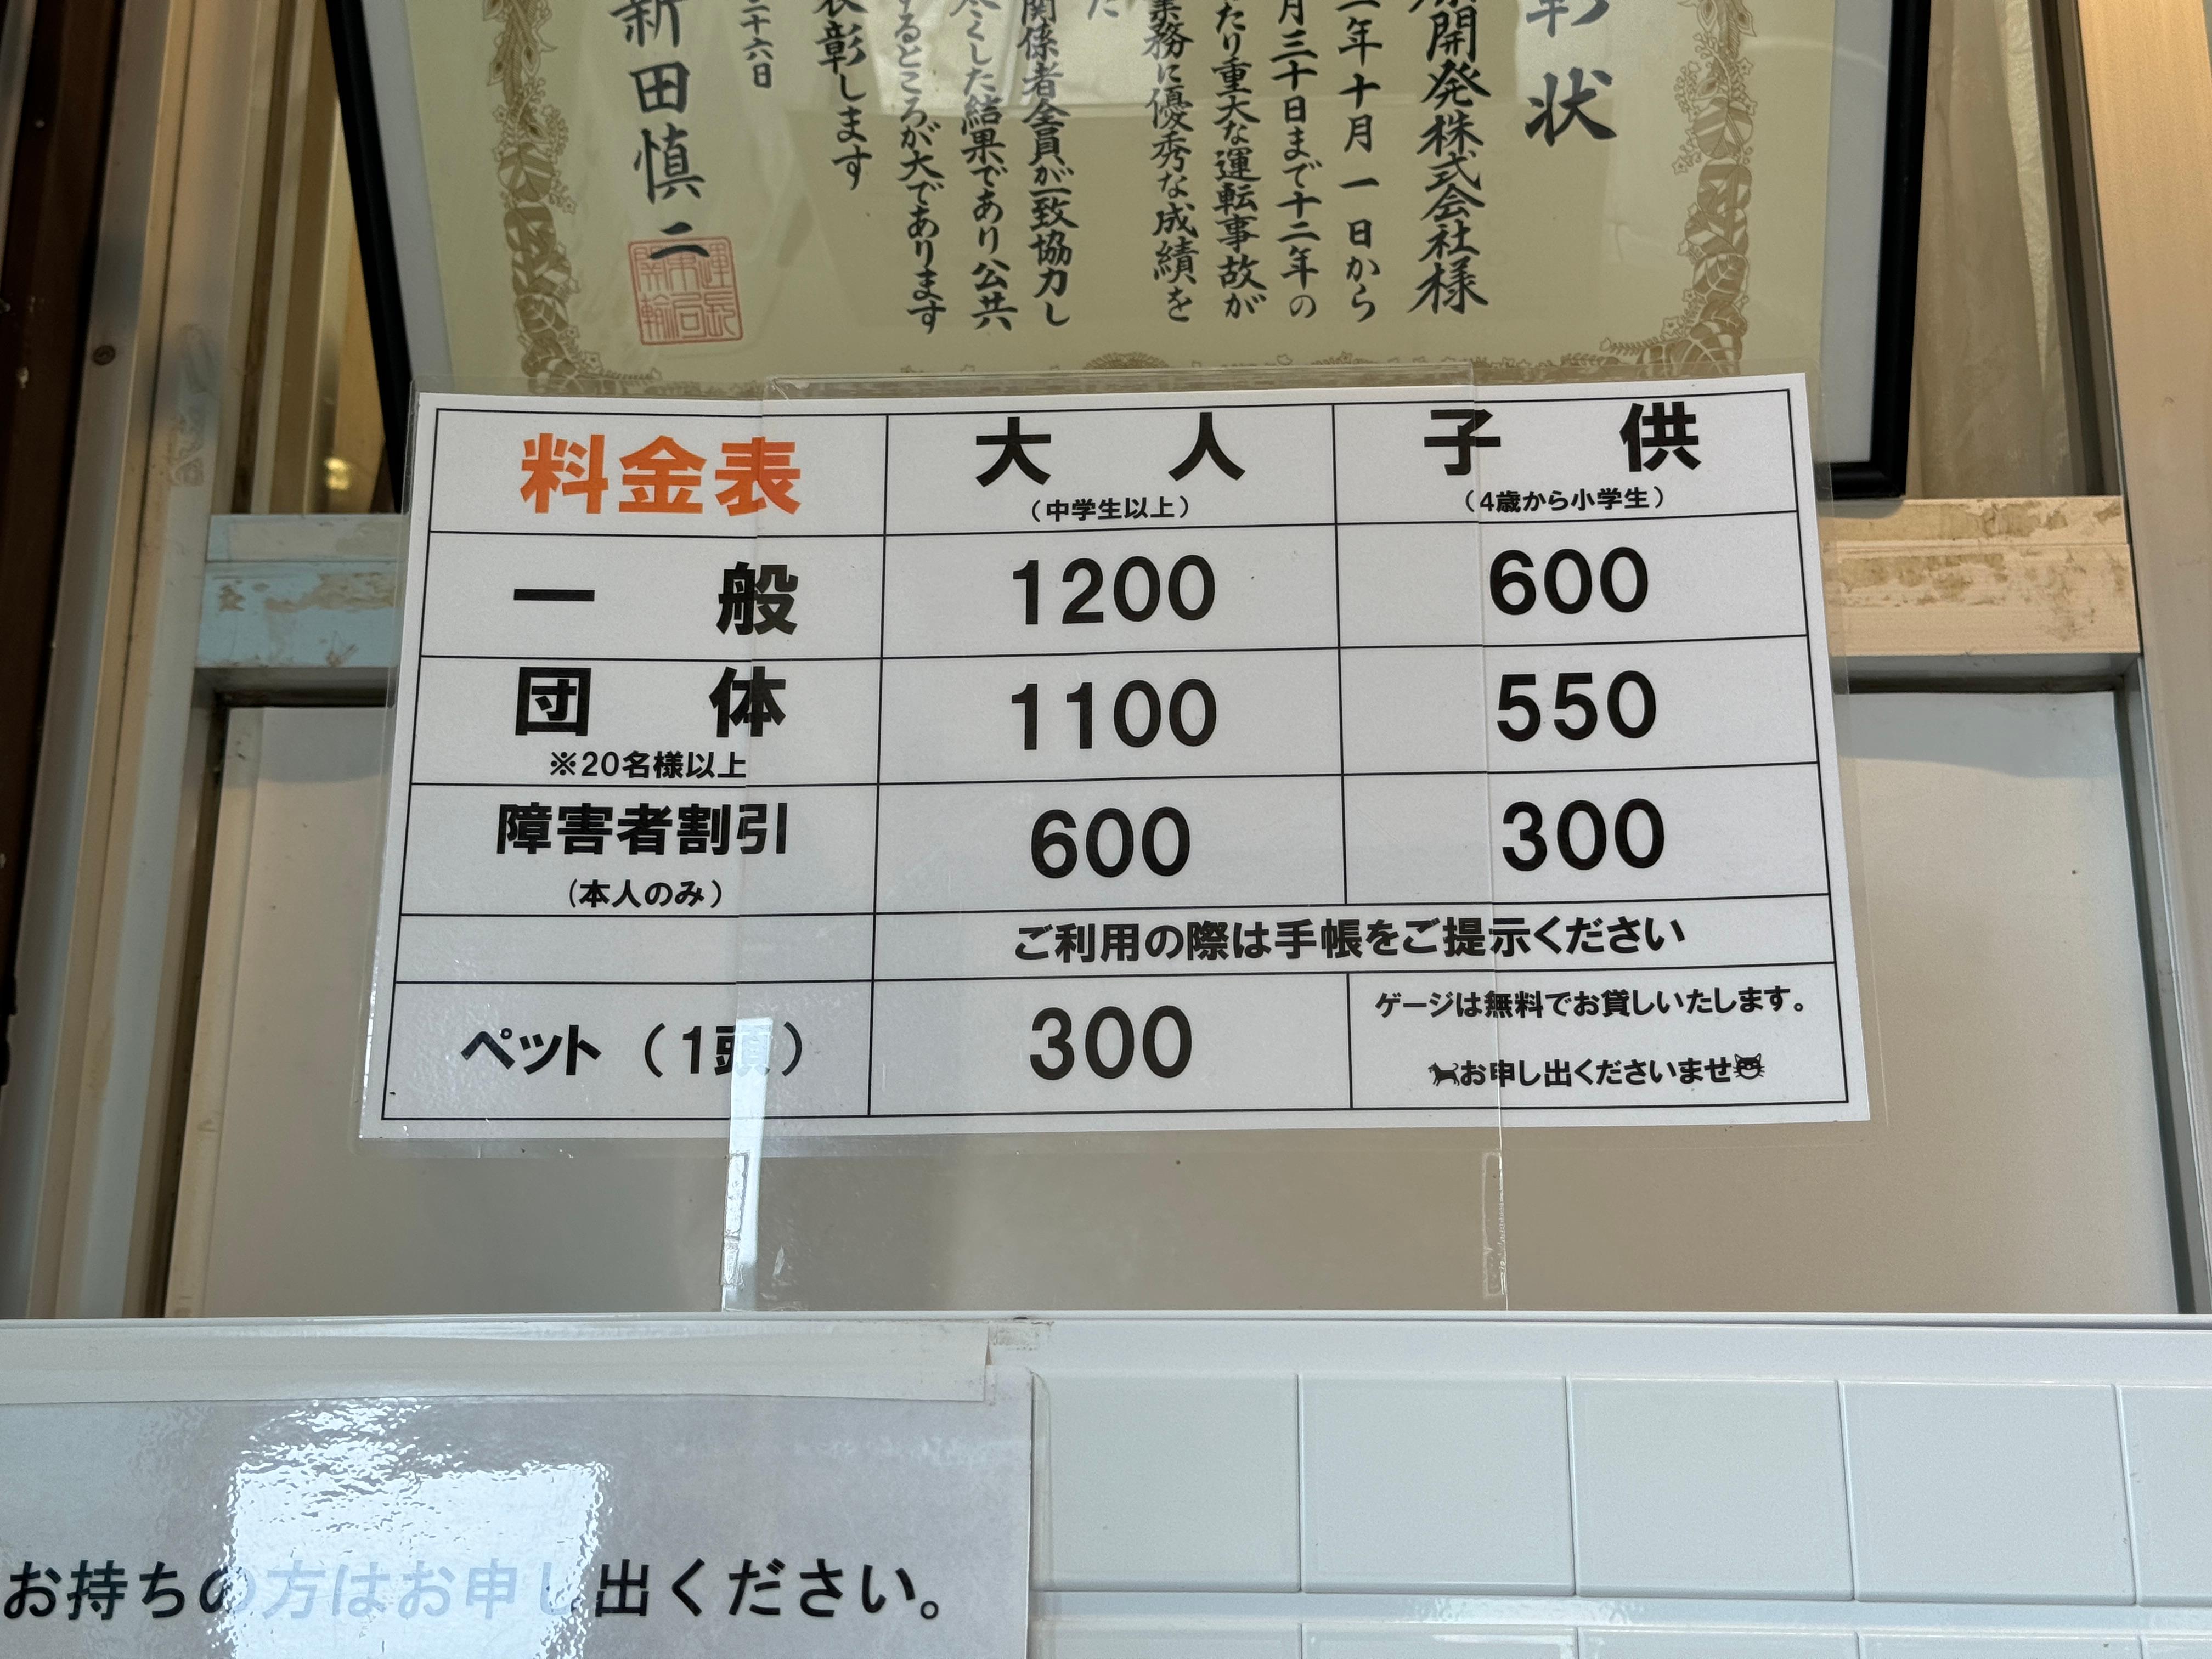 彰状
開発株式会社様
年十月一日から
月三十日まで十二年の
たり重大な運転事故が
業務に優秀な成績を
た
関係者全員が一致協力し
くした結果であり公共
るところが大であります
表彰します
二十六日
新田慎二
料金表
大人
子供
（中学生以上）
（4歳から小学生）
一般
1200
600
団体
※20名様以上
1100
550
障害者割引
（本人のみ）
600
300
ご利用の際は手帳をご提示ください
ペット（1頭）
300
ゲージは無料でお貸しいたします。
お申し出くださいませ
お持ちの方はお申し出ください。